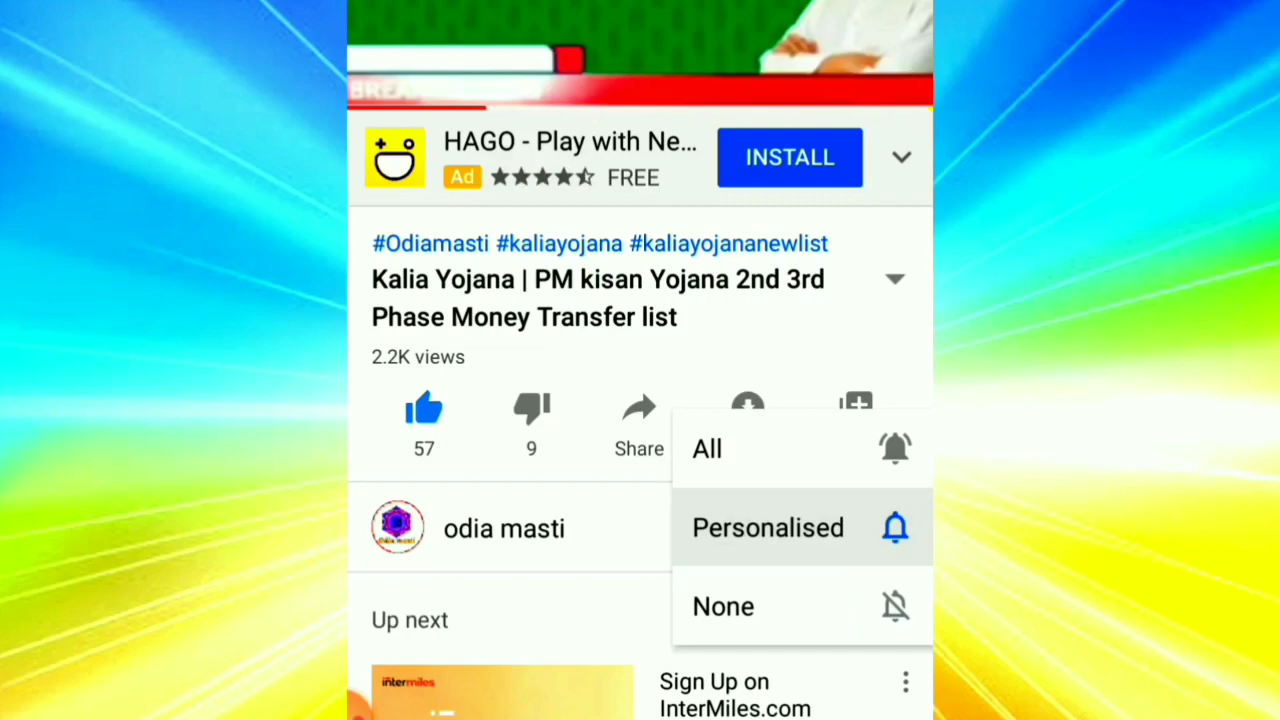 BREA
HAGO - Play with Ne...
INSTALL
Ad
FREE
#Odiamasti #kaliayojana #kaliayojananewlist
Kalia Yojana | PM kisan Yojana 2nd 3rd
Phase Money Transfer list
2.2K views
57
9
Share
All
odia masti
Personalised
None
Up next
intermiles
Sign Up on
InterMiles.com